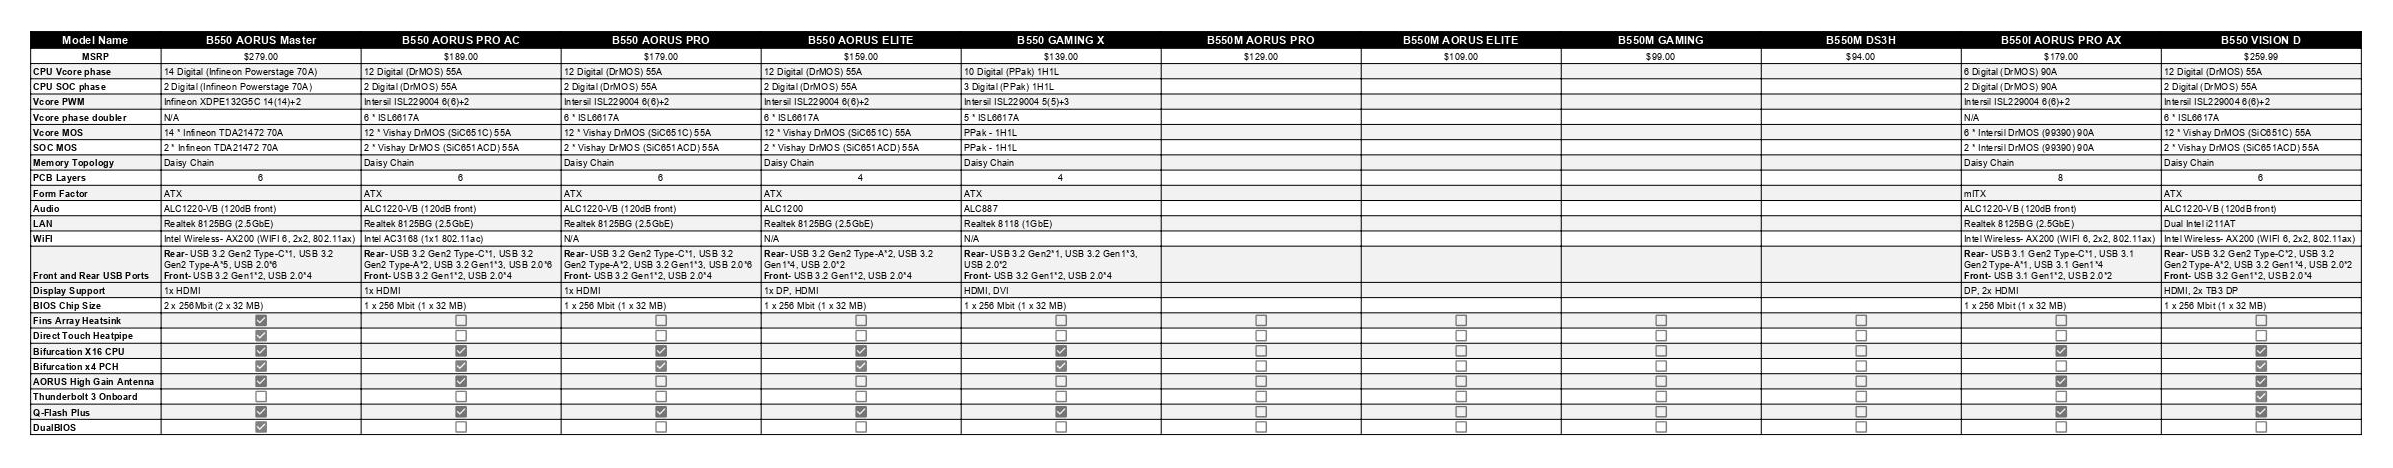 Model Name B550 AORUS Master B550 AORUS PRO AC B550 AORUS PRO B550 AORUS ELITE B550 GAMING X B550M AORUS PRO B550M AORUS ELITE B550M GAMING B550M DS3H B550I AORUS PRO AX B550 VISION D
MSRP $279.00 $189.00 $179.00 $159.00 $139.00 $129.00 $109.00 $99.00 $94.00 $179.00 $259.99
CPU Vcore phase 14 Digital (Infineon Powerstage 70A) 12 Digital (DrMOS) 55A 12 Digital (DrMOS) 55A 12 Digital (DrMOS) 55A 10 Digital (PPak) 1H1L 6 Digital (DrMOS) 90A 12 Digital (DrMOS) 55A
CPU SOC phase 2 Digital (Infineon Powerstage 70A) 2 Digital (DrMOS) 55A 2 Digital (DrMOS) 55A 2 Digital (DrMOS) 55A 3 Digital (PPak) 1H1L 2 Digital (DrMOS) 90A 2 Digital (DrMOS) 55A
Vcore PWM Infineon XDPE132G5C 14(14)+2 Intersil ISL229004 6(6)+2 Intersil ISL229004 6(6)+2 Intersil ISL229004 6(6)+2 Intersil ISL229004 5(5)+3 Intersil ISL229004 6(6)+2 Intersil ISL229004 6(6)+2
Vcore phase doubler N/A 6 * ISL6617A 6 * ISL6617A 6 * ISL6617A 5 * ISL6617A N/A 6 * ISL6617A
Vcore MOS 14 * Infineon TDA21472 70A 12 * Vishay DrMOS (SiC651C) 55A 12 * Vishay DrMOS (SiC651C) 55A 12 * Vishay DrMOS (SiC651C) 55A PPak - 1H1L 6 * Intersil DrMOS (99390) 90A 12 * Vishay DrMOS (SiC651C) 55A
SOC MOS 2 * Infineon TDA21472 70A 2 * Vishay DrMOS (SiC651ACD) 55A 2 * Vishay DrMOS (SiC651ACD) 55A 2 * Vishay DrMOS (SiC651ACD) 55A PPak - 1H1L 2 * Intersil DrMOS (99390) 90A 2 * Vishay DrMOS (SiC651ACD) 55A
Memory Topology Daisy Chain Daisy Chain Daisy Chain Daisy Chain Daisy Chain Daisy Chain Daisy Chain
PCB Layers 6 6 6 4 4 8 6
Form Factor ATX ATX ATX ATX ATX mITX ATX
Audio ALC1220-VB (120dB front) ALC1220-VB (120dB front) ALC1220-VB (120dB front) ALC1200 ALC887 ALC1220-VB (120dB front) ALC1220-VB (120dB front)
LAN Realtek 8125BG (2.5GbE) Realtek 8125BG (2.5GbE) Realtek 8125BG (2.5GbE) Realtek 8125BG (2.5GbE) Realtek 8118 (1GbE) Realtek 8125BG (2.5GbE) Dual Intel i211AT
WiFI Intel Wireless- AX200 (WIFI 6, 2x2, 802.11ax) Intel AC3168 (1x1 802.11ac) N/A N/A N/A Intel Wireless- AX200 (WIFI 6, 2x2, 802.11ax) Intel Wireless- AX200 (WIFI 6, 2x2, 802.11ax)
Rear- USB 3.2 Gen2 Type-C*1, USB 3.2 Rear- USB 3.2 Gen2 Type-C*1, USB 3.2 Rear- USB 3.2 Gen2 Type-C*1, USB 3.2 Rear- USB 3.2 Gen2 Type-A*2, USB 3.2 Rear- USB 3.2 Gen2*1, USB 3.2 Gen1*3, Rear- USB 3.1 Gen2 Type-C*1, USB 3.1 Rear- USB 3.2 Gen2 Type-C*2, USB 3.2
Gen2 Type-A*5, USB 2.0*6 Gen2 Type-A*2, USB 3.2 Gen1*3, USB 2.0*6 Gen2 Type-A*2, USB 3.2 Gen1*3, USB 2.0*6 Gen1*4, USB 2.0*2 USB 2.0*2 Gen2 Type-A*1, USB 3.1 Gen1*4 Gen2 Type-A*2, USB 3.2 Gen1*4, USB 2.0*2
Front and Rear USB Ports Front- USB 3.2 Gen1*2, USB 2.0*4 Front- USB 3.2 Gen1*2, USB 2.0*4 Front- USB 3.2 Gen1*2, USB 2.0*4 Front- USB 3.2 Gen1*2, USB 2.0*4 Front- USB 3.2 Gen1*2, USB 2.0*4 Front- USB 3.1 Gen1*2, USB 2.0*2 Front- USB 3.2 Gen1*2, USB 2.0*4
Display Support 1x HDMI 1x HDMI 1x HDMI 1x DP, HDMI HDMI, DVI DP, 2x HDMI HDMI, 2x TB3 DP
BIOS Chip Size 2 x 256Mbit (2 x 32 MB) 1 x 256 Mbit (1 x 32 MB) 1 x 256 Mbit (1 x 32 MB) 1 x 256 Mbit (1 x 32 MB) 1 x 256 Mbit (1 x 32 MB) 1 x 256 Mbit (1 x 32 MB) 1 x 256 Mbit (1 x 32 MB)
Fins Array Heatsink
Direct Touch Heatpipe
Bifurcation X16 CPU
Bifurcation x4 PCH
AORUS High Gain Antenna
Thunderbolt 3 Onboard
Q-Flash Plus
DualBIOS